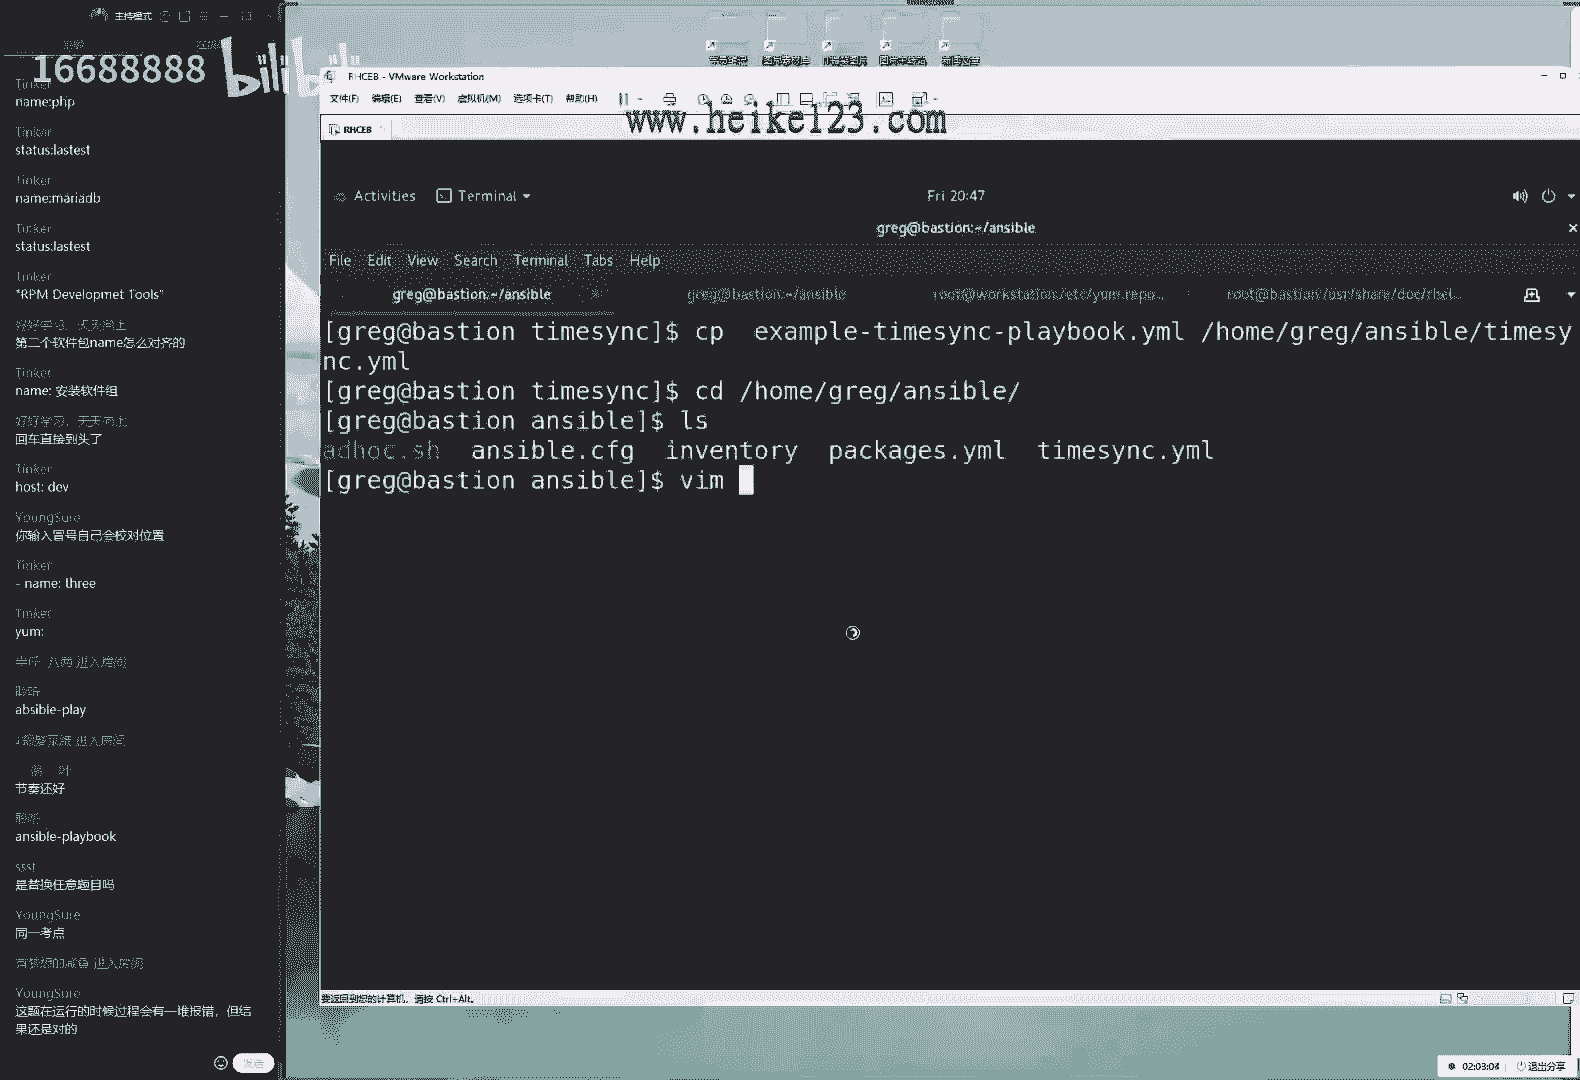 主持模式
16688888
bilibili
Tinker
name:php
Tinker
status:lastest
Tinker
name:mariadb
Tinker
status:lastest
Tinker
"RPM Developmet Tools"
第二个软件包name怎么对齐的
Tinker
name: 安装软件组
回车直接到头了
Tinker
host: dev
YoungSure
你输入冒号自己会校对位置
Tinker
- name: three
Tinker
yum:
absible-play
节奏还好
ansible-playbook
ssst
是替换任意题目吗
YoungSure
同一考点
YoungSure
这题在运行的时候过程会有一堆报错，但结
果还是对的
发送
RHCEB - VMware Workstation
文件(F) 编辑(E) 查看(V) 虚拟机(M) 选项卡(T) 帮助(H)
www.heike123.com
RHCEB
Activities Terminal
Fri 20:47
greg@bastion:~/ansible
File Edit View Search Terminal Tabs Help
greg@bastion:~/ansible greg@bastion:~/ansible root@workstation:/etc/yum.repo... root@bastion:/usr/share/doc/rhel...
[greg@bastion timesync]$ cp  example-timesync-playbook.yml /home/greg/ansible/timesy
nc.yml
[greg@bastion timesync]$ cd /home/greg/ansible/
[greg@bastion ansible]$ ls
adhoc.sh  ansible.cfg  inventory  packages.yml  timesync.yml
[greg@bastion ansible]$ vim
要返回到您的计算机，请按 Ctrl+Alt。
02:03:04 退出分享